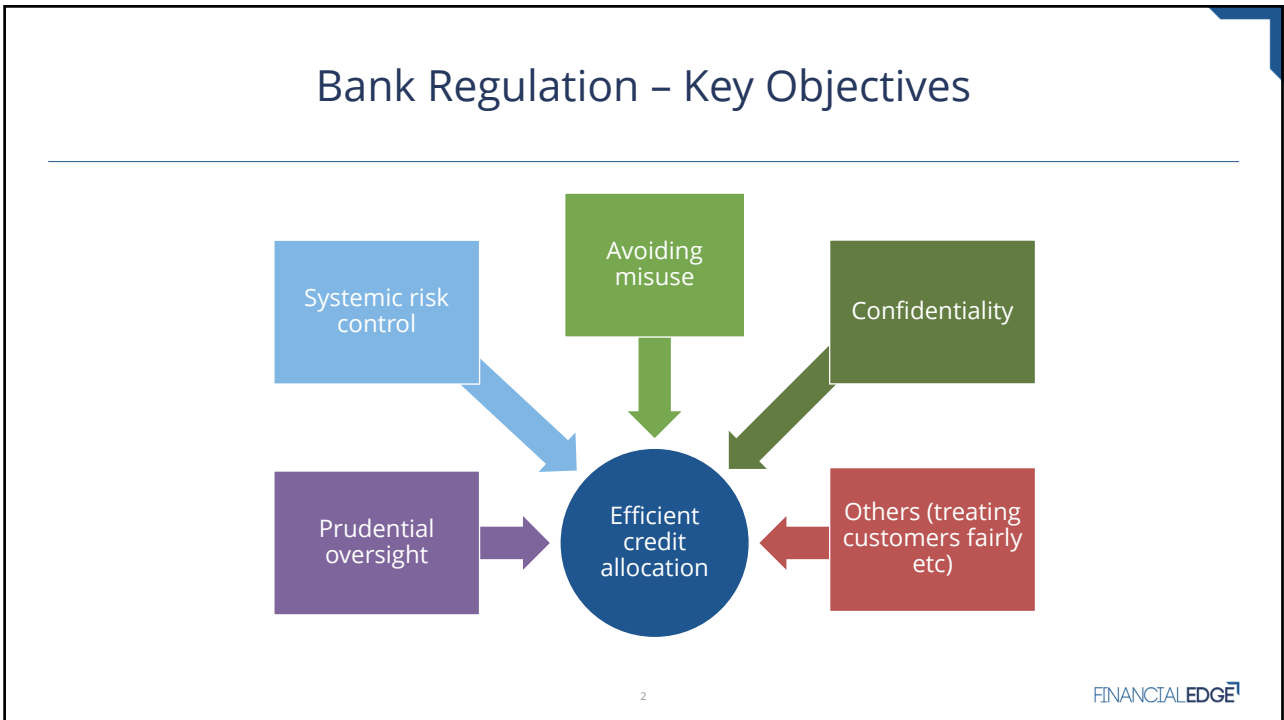 Bank Regulation – Key Objectives
Systemic risk
control
Avoiding
misuse
Confidentiality
Prudential
oversight
Efficient
credit
allocation
Others (treating
customers fairly
etc)
2
FINANCIALEDGE